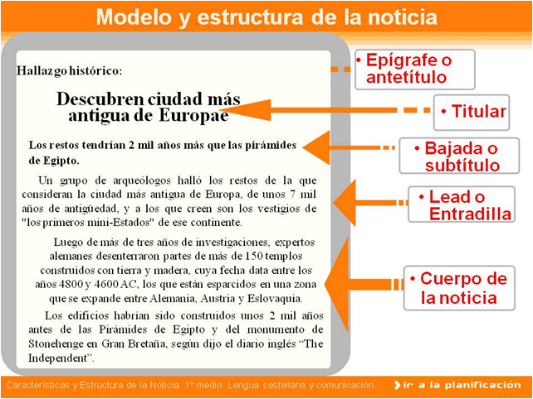 Modelo y estructura de la noticia
Hallazgo histórico:
Descubren ciudad más
antigua de Europae
Los restos tendrían 2 mil años más que las pirámides
de Egipto.
Un grupo de arqueólogos halló los restos de la que
consideran la ciudad más antigua de Europa, de unos 7 mil
años de antigüedad, y a los que creen son los vestigios de
"los primeros mini-Estados" de ese continente.
Luego de más de tres años de investigaciones, expertos
alemanes desenterraron partes de más de 150 templos
construidos con tierra y madera, cuya fecha data entre los
años 4800 y 4600 AC, los que están esparcidos en una zona
que se expande entre Alemania, Austria y Eslovaquia.
Los edificios habrían sido construidos unos 2 mil años
antes de las Pirámides de Egipto y del monumento de
Stonehenge en Gran Bretaña, según dijo el diario inglés “The
Independent”.
• Epígrafe o
antetítulo
• Titular
• Bajada o
subtítulo
• Lead o
Entradilla
• Cuerpo de
la noticia
Características y Estructura de la Noticia 1º medio Lengua castellana y comunicación
ir a la planificación